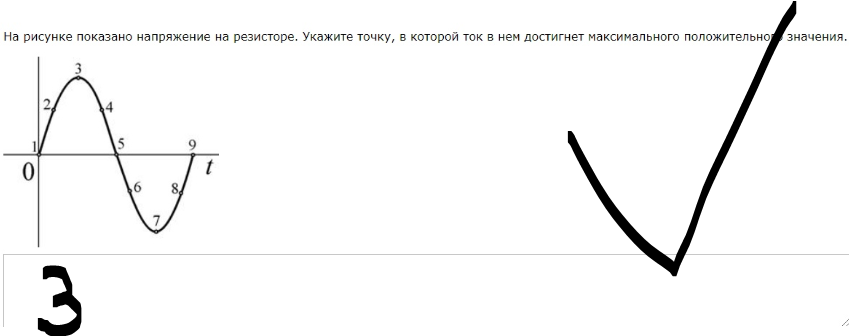 На рисунке показано напряжение на резисторе. Укажите точку, в которой ток в нем достигнет максимального положительного значения.
3
2 4
1 5 9
0 t
6 8
7
3